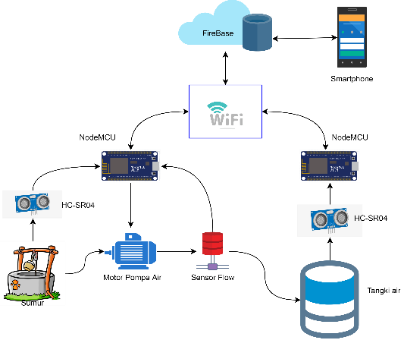 FireBase
Smartphone
WiFi
NodeMCU
NodeMCU
HC-SR04
HC-SR04
Sumur
Motor Pompa Air
Sensor Flow
Tangki air